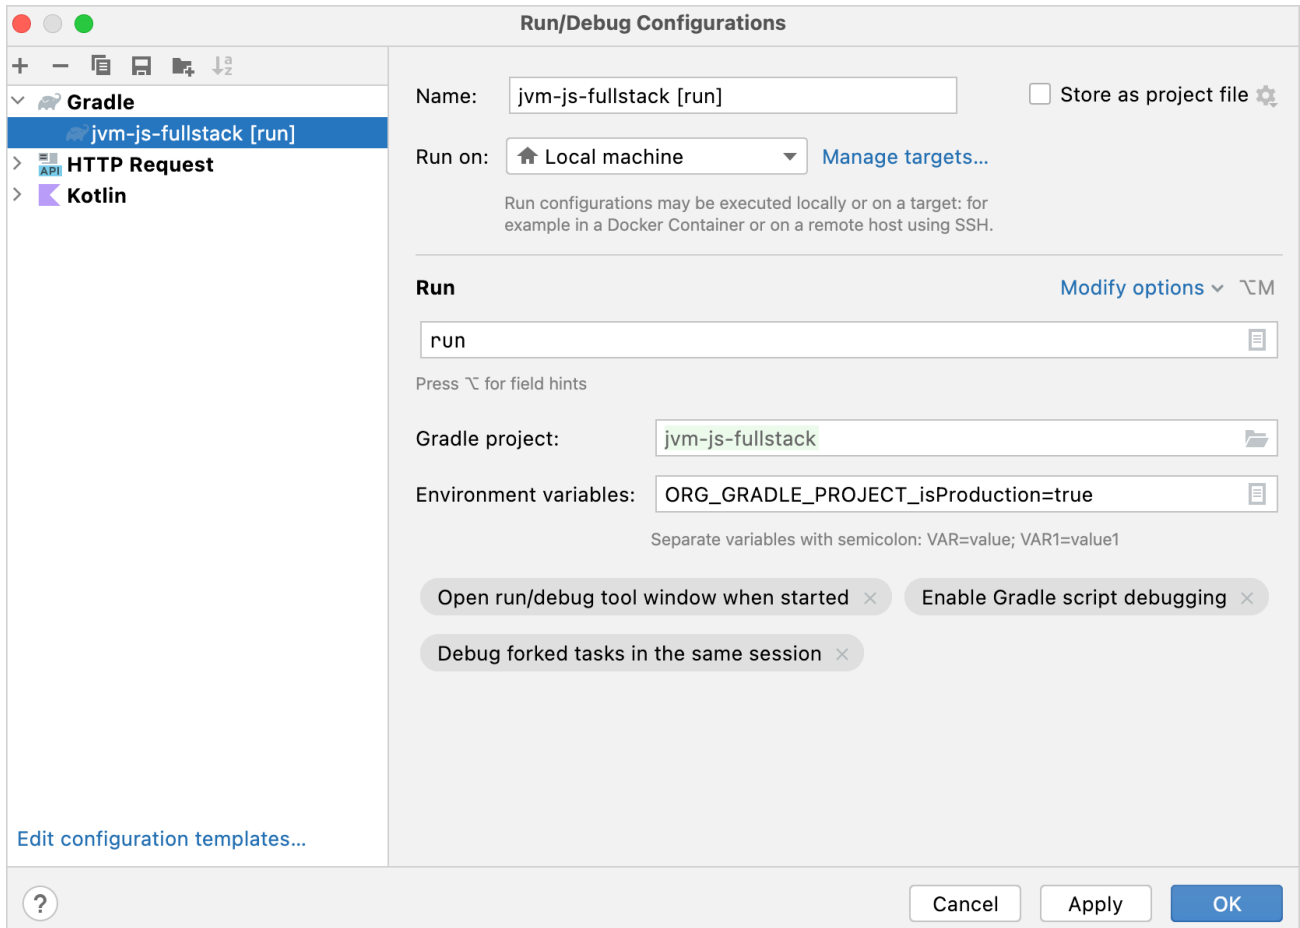 Run/Debug Configurations
Gradle
jvm-js-fullstack [run]
API HTTP Request
Kotlin
Edit configuration templates...
Name: jvm-js-fullstack [run] Store as project file
Run on: Local machine Manage targets...
Run configurations may be executed locally or on a target: for
example in a Docker Container or on a remote host using SSH.
Run Modify options ⌥M
run
Press ⌥ for field hints
Gradle project: jvm-js-fullstack
Environment variables: ORG_GRADLE_PROJECT_isProduction=true
Separate variables with semicolon: VAR=value; VAR1=value1
Open run/debug tool window when started × Enable Gradle script debugging ×
Debug forked tasks in the same session ×
? Cancel Apply OK